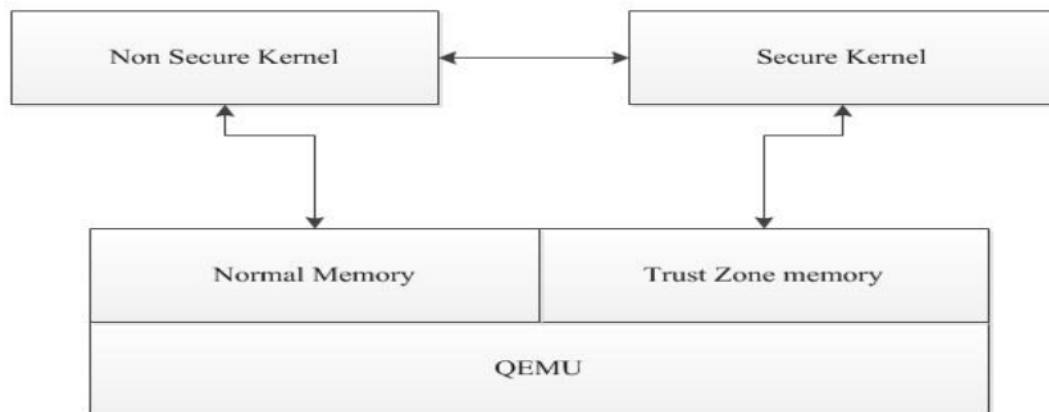 Non Secure Kernel
Secure Kernel
Normal Memory
Trust Zone memory
QEMU